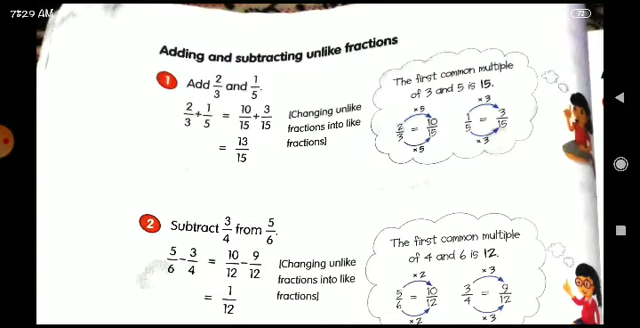 7:29 AM
72
Adding and subtracting unlike fractions
1 Add 2/3 and 1/5.
2/3 + 1/5 = 10/15 + 3/15
= 13/15
[Changing unlike
fractions into like
fractions]
The first common multiple
of 3 and 5 is 15.
×5
2/3 = 10/15
×5
×3
1/5 = 3/15
×3
2 Subtract 3/4 from 5/6.
5/6 - 3/4 = 10/12 - 9/12
= 1/12
[Changing unlike
fractions into like
fractions]
The first common multiple
of 4 and 6 is 12.
×2
5/6 = 10/12
×2
×3
3/4 = 9/12
×3